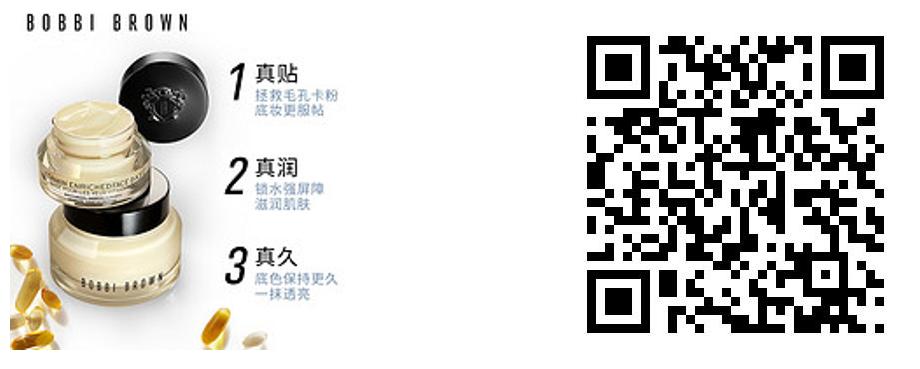 BOBBI BROWN
1 真贴
拯救毛孔卡粉
底妆更服帖
2 真润
锁水强屏障
滋润肌肤
3 真久
底色保持更久
一抹透亮
BOBBI BROWN